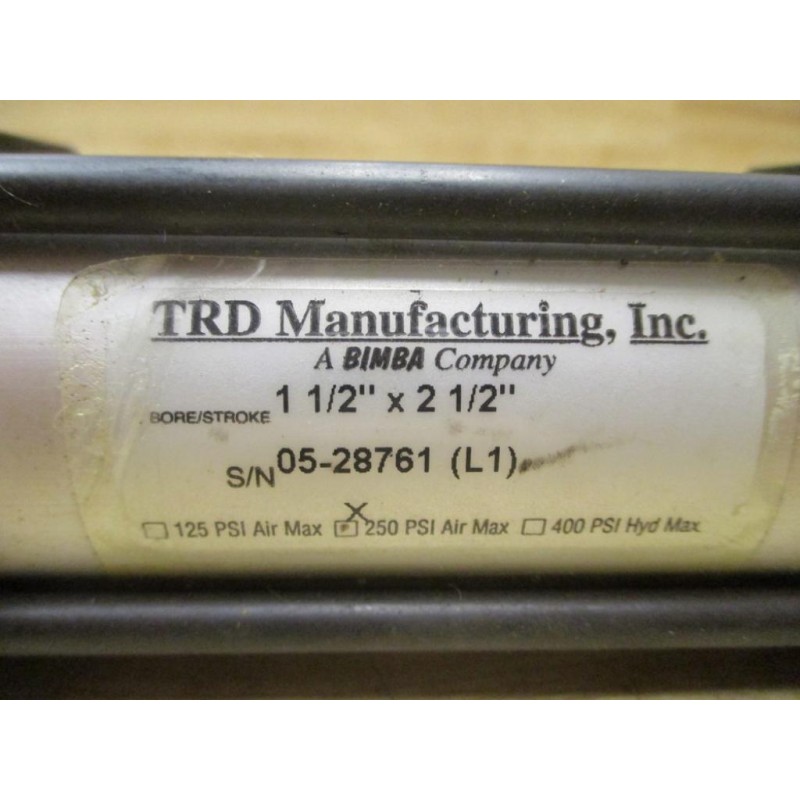 TRD Manufacturing, Inc.
A BIMBA Company
BORE/STROKE 1 1/2" x 2 1/2"
S/N 05-28761 (L1)
X
125 PSI Air Max 250 PSI Air Max 400 PSI Hyd Max